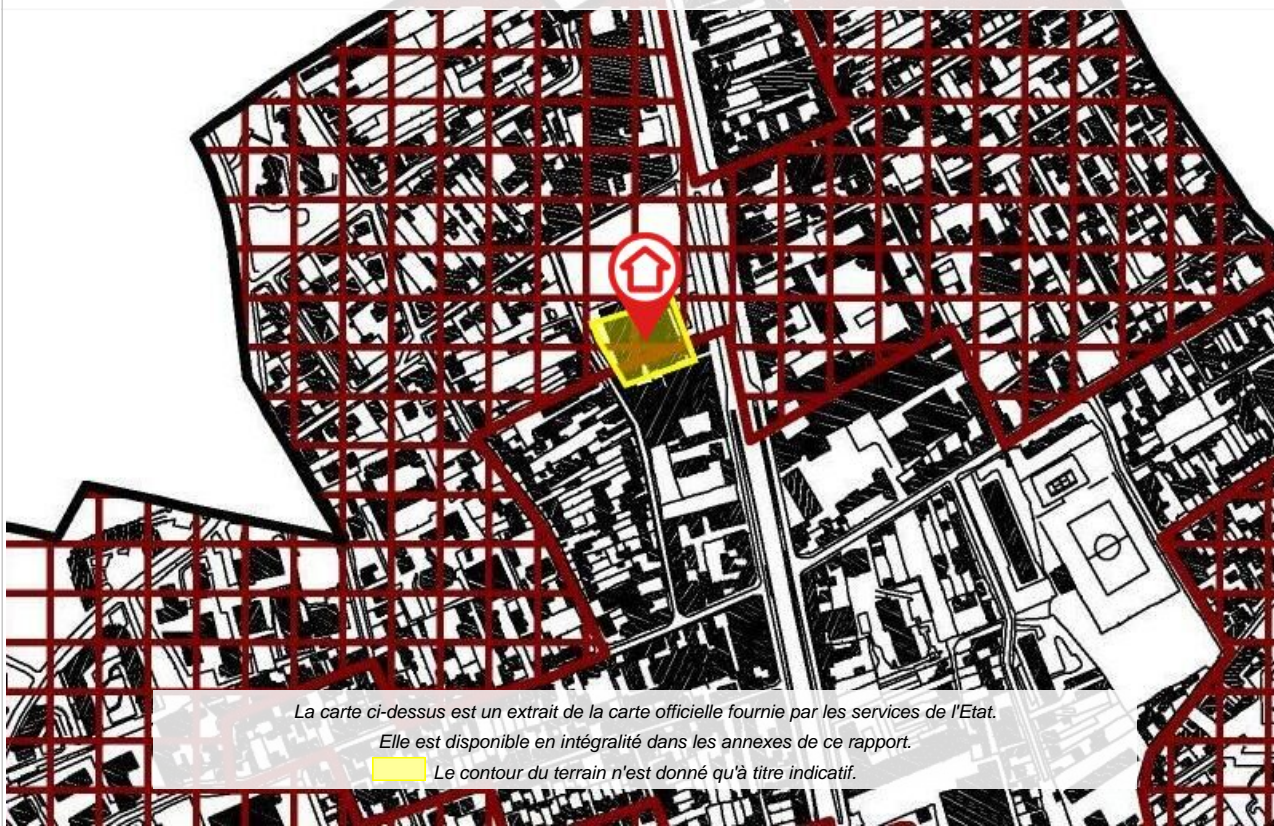 La carte ci-dessus est un extrait de la carte officielle fournie par les services de l'Etat.
Elle est disponible en intégralité dans les annexes de ce rapport.
Le contour du terrain n'est donné qu'à titre indicatif.